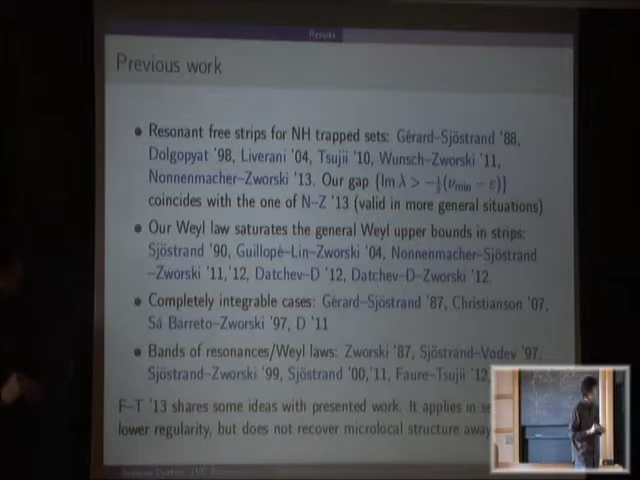 Results
Previous work
Resonant free strips for NH trapped sets: Gérard–Sjöstrand '88,
Dolgopyat '98, Liverani '04, Tsujii '10, Wunsch–Zworski '11,
Nonnenmacher–Zworski '13. Our gap {Im λ > −½(νmin − ε)}
coincides with the one of N–Z '13 (valid in more general situations)
Our Weyl law saturates the general Weyl upper bounds in strips:
Sjöstrand '90, Guillopé–Lin–Zworski '04, Nonnenmacher–Sjöstrand
–Zworski '11,'12, Datchev–D '12, Datchev–D–Zworski '12.
Completely integrable cases: Gérard–Sjöstrand '87, Christianson '07,
Sá Barreto–Zworski '97, D '11
Bands of resonances/Weyl laws: Zworski '87, Sjöstrand–Vodev '97,
Sjöstrand–Zworski '99, Sjöstrand '00,'11, Faure–Tsujii '12,
F–T '13 shares some ideas with presented work. It applies in
lower regularity, but does not recover microlocal structure away